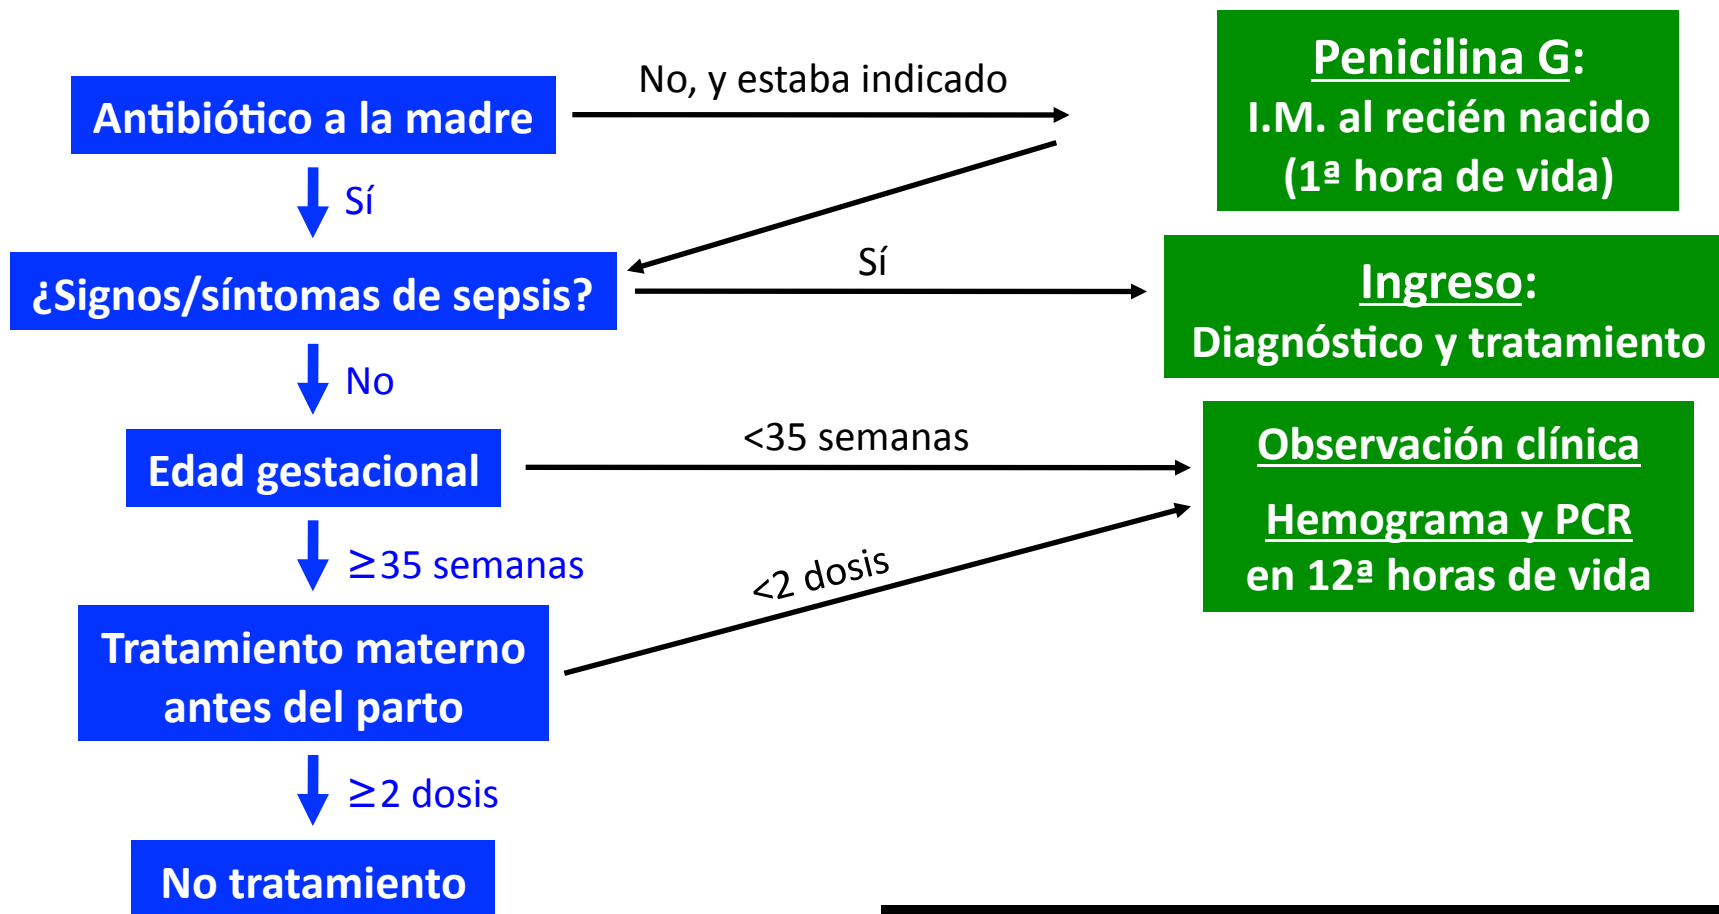 Antibiótico a la madre
No, y estaba indicado
Penicilina G:
I.M. al recién nacido
(1ª hora de vida)
Sí
¿Signos/síntomas de sepsis?
Sí
Ingreso:
Diagnóstico y tratamiento
No
Edad gestacional
<35 semanas
Observación clínica
Hemograma y PCR
en 12ª horas de vida
≥35 semanas
<2 dosis
Tratamiento materno
antes del parto
≥2 dosis
No tratamiento